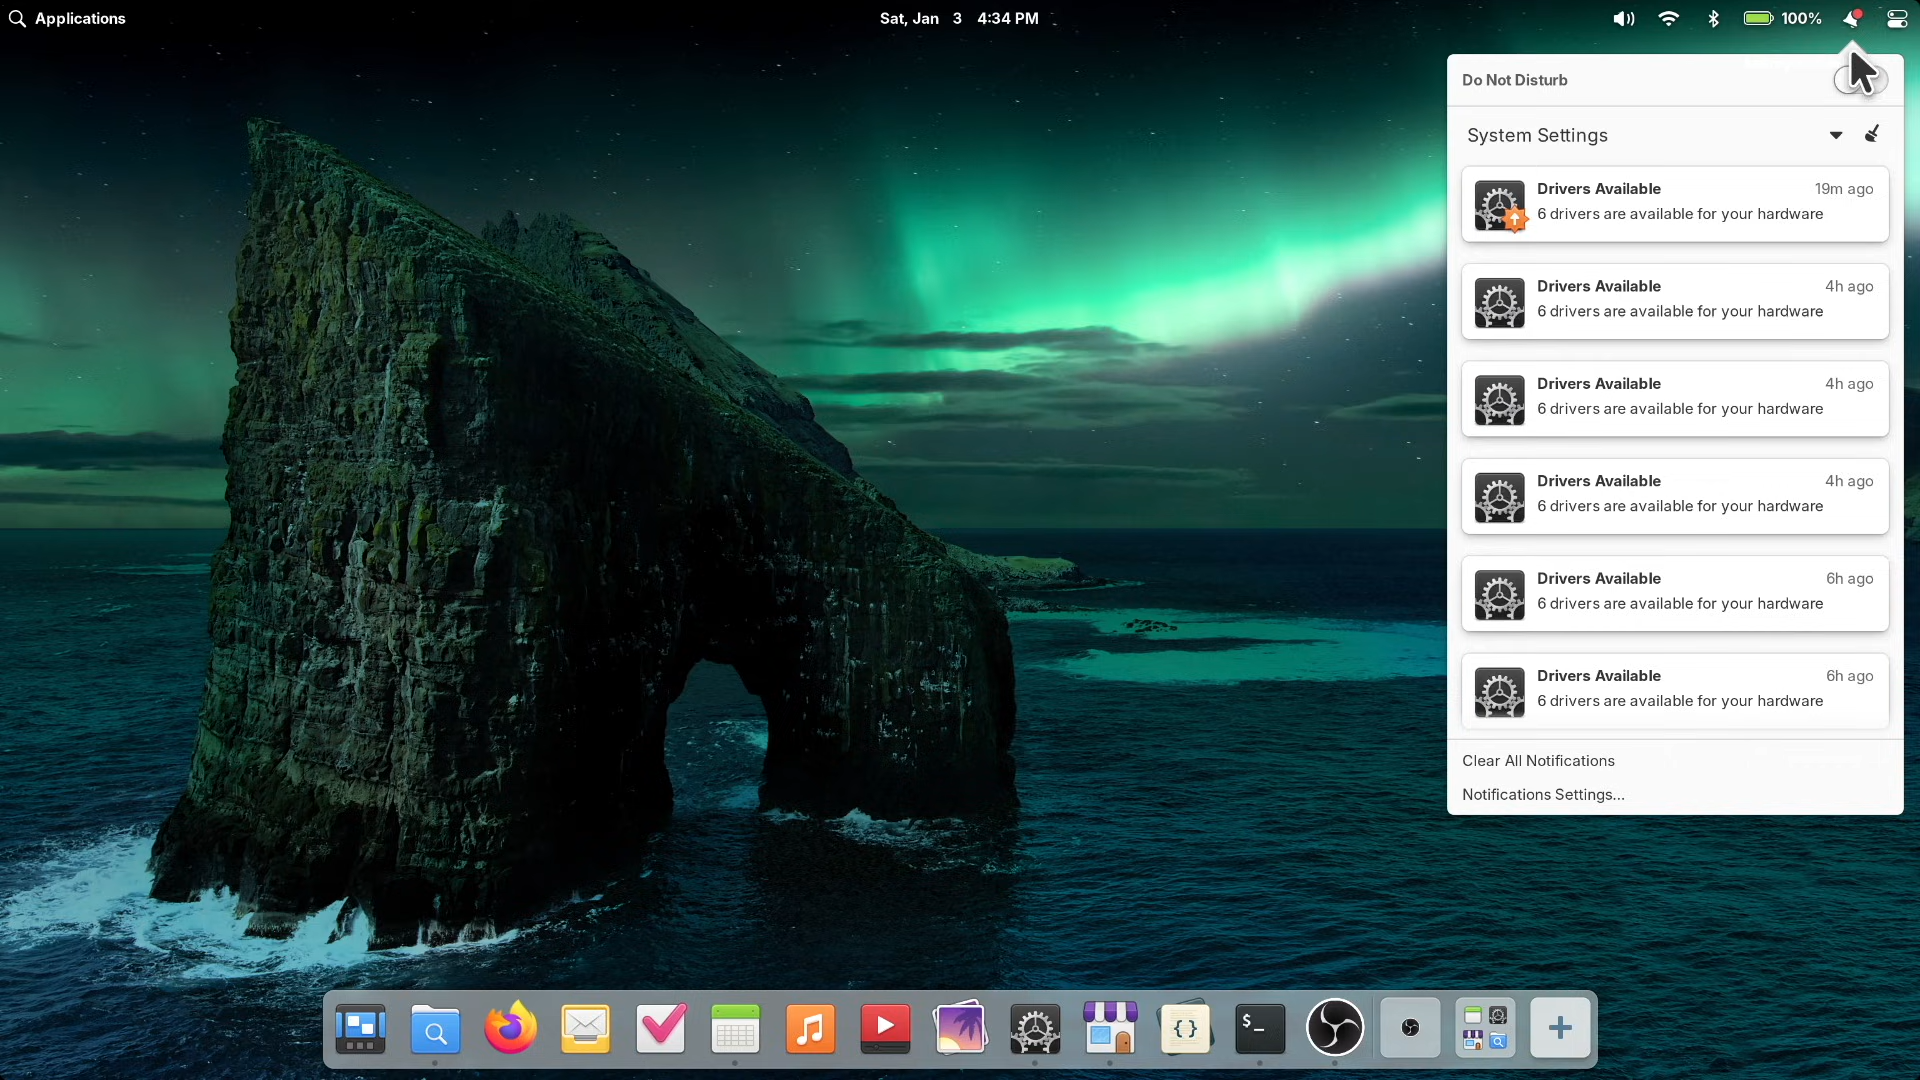 Applications
Sat, Jan 3 4:34 PM
100%
Do Not Disturb
System Settings
Drivers Available 19m ago
6 drivers are available for your hardware
Drivers Available 4h ago
6 drivers are available for your hardware
Drivers Available 4h ago
6 drivers are available for your hardware
Drivers Available 4h ago
6 drivers are available for your hardware
Drivers Available 6h ago
6 drivers are available for your hardware
Drivers Available 6h ago
6 drivers are available for your hardware
Clear All Notifications
Notifications Settings...
{}
$_